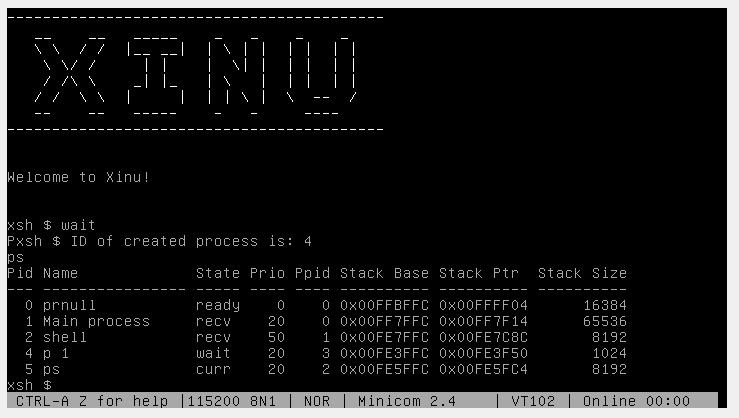 XINU
Welcome to Xinu!
xsh $ wait
Pxsh $ ID of created process is: 4
ps
Pid Name State Prio Ppid Stack Base Stack Ptr Stack Size
0 prnull ready 0 0 0x00FFBFFC 0x00FFFF04 16384
1 Main process recv 20 0 0x00FF7FFC 0x00FF7F14 65536
2 shell recv 50 1 0x00FE7FFC 0x00FE7C8C 8192
4 p 1 wait 20 3 0x00FE3FFC 0x00FE3F50 1024
5 ps curr 20 2 0x00FE5FFC 0x00FE5FC4 8192
xsh $
CTRL-A Z for help |115200 8N1 | NOR | Minicom 2.4 | VT102 | Online 00:00